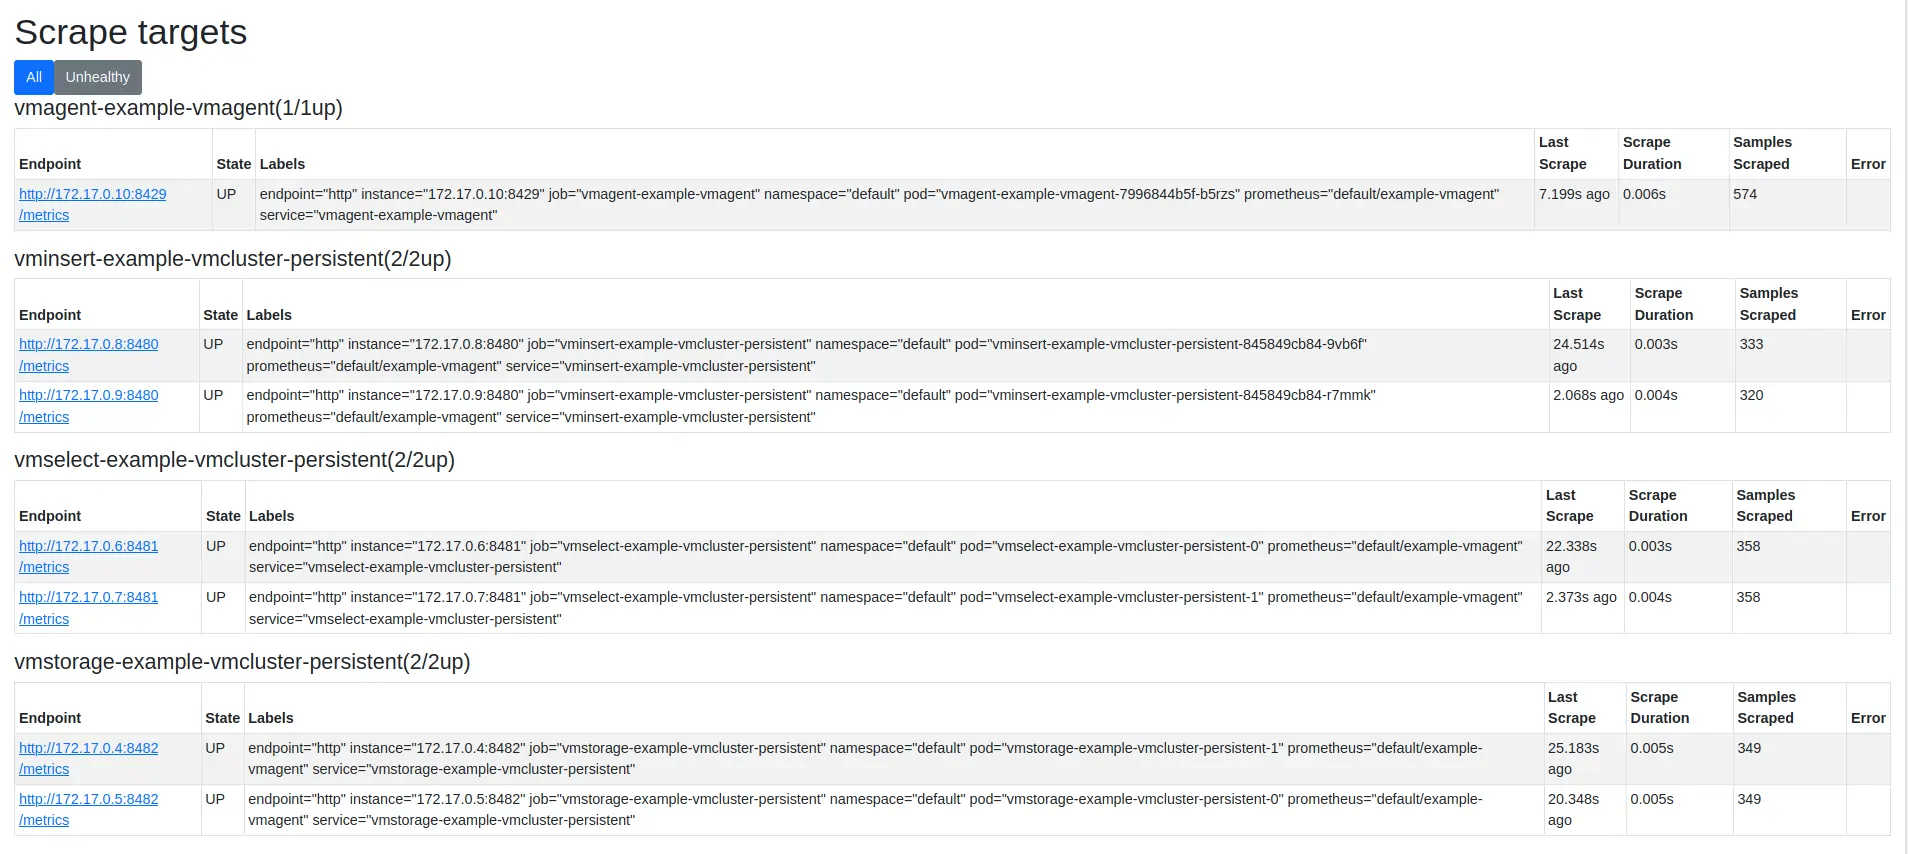 Scrape targets
All Unhealthy
vmagent-example-vmagent(1/1up)
Endpoint State Labels Last Scrape Scrape Duration Samples Scraped Error
http://172.17.0.10:8429 UP endpoint="http" instance="172.17.0.10:8429" job="vmagent-example-vmagent" namespace="default" pod="vmagent-example-vmagent-7996844b5f-b5rzs" prometheus="default/example-vmagent" 7.199s ago 0.006s 574
/metrics service="vmagent-example-vmagent"
vminsert-example-vmcluster-persistent(2/2up)
Endpoint State Labels Last Scrape Scrape Duration Samples Scraped Error
http://172.17.0.8:8480 UP endpoint="http" instance="172.17.0.8:8480" job="vminsert-example-vmcluster-persistent" namespace="default" pod="vminsert-example-vmcluster-persistent-845849cb84-9vb6f" 24.514s 0.003s 333
/metrics prometheus="default/example-vmagent" service="vminsert-example-vmcluster-persistent" ago
http://172.17.0.9:8480 UP endpoint="http" instance="172.17.0.9:8480" job="vminsert-example-vmcluster-persistent" namespace="default" pod="vminsert-example-vmcluster-persistent-845849cb84-r7mmk" 2.068s ago 0.004s 320
/metrics prometheus="default/example-vmagent" service="vminsert-example-vmcluster-persistent"
vmselect-example-vmcluster-persistent(2/2up)
Endpoint State Labels Last Scrape Scrape Duration Samples Scraped Error
http://172.17.0.6:8481 UP endpoint="http" instance="172.17.0.6:8481" job="vmselect-example-vmcluster-persistent" namespace="default" pod="vmselect-example-vmcluster-persistent-0" prometheus="default/example-vmagent" 22.338s 0.003s 358
/metrics service="vmselect-example-vmcluster-persistent" ago
http://172.17.0.7:8481 UP endpoint="http" instance="172.17.0.7:8481" job="vmselect-example-vmcluster-persistent" namespace="default" pod="vmselect-example-vmcluster-persistent-1" prometheus="default/example-vmagent" 2.373s ago 0.004s 358
/metrics service="vmselect-example-vmcluster-persistent"
vmstorage-example-vmcluster-persistent(2/2up)
Endpoint State Labels Last Scrape Scrape Duration Samples Scraped Error
http://172.17.0.4:8482 UP endpoint="http" instance="172.17.0.4:8482" job="vmstorage-example-vmcluster-persistent" namespace="default" pod="vmstorage-example-vmcluster-persistent-1" prometheus="default/example- 25.183s 0.005s 349
/metrics vmagent" service="vmstorage-example-vmcluster-persistent" ago
http://172.17.0.5:8482 UP endpoint="http" instance="172.17.0.5:8482" job="vmstorage-example-vmcluster-persistent" namespace="default" pod="vmstorage-example-vmcluster-persistent-0" prometheus="default/example- 20.348s 0.005s 349
/metrics vmagent" service="vmstorage-example-vmcluster-persistent" ago